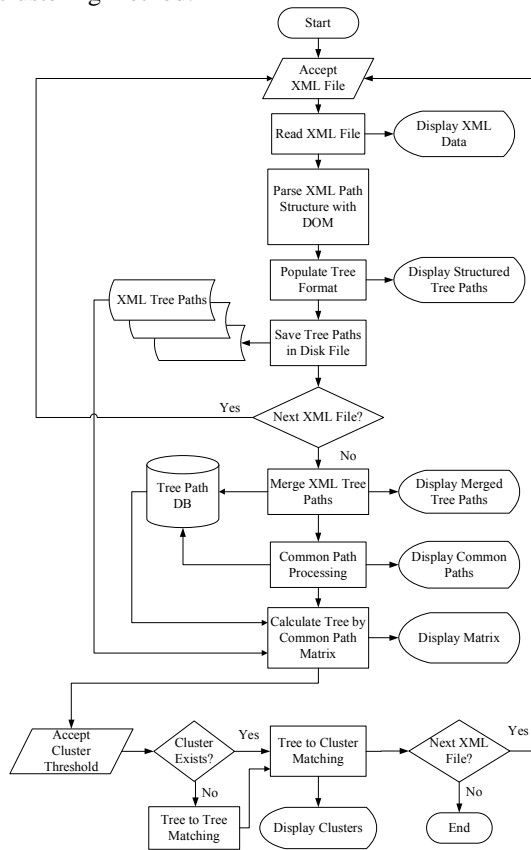 Start
Accept
XML File
Read XML File
Display XML
Data
Parse XML Path
Structure with
DOM
Populate Tree
Format
Display Structured
Tree Paths
XML Tree Paths
Save Tree Paths
in Disk File
Yes
Next XML File?
No
Tree Path
DB
Merge XML Tree
Paths
Display Merged
Tree Paths
Common Path
Processing
Display Common
Paths
Calculate Tree by
Common Path
Matrix
Display Matrix
Accept
Cluster
Threshold
Cluster
Exists?
Yes
No
Tree to Tree
Matching
Tree to Cluster
Matching
Display Clusters
Next XML
File?
Yes
No
End